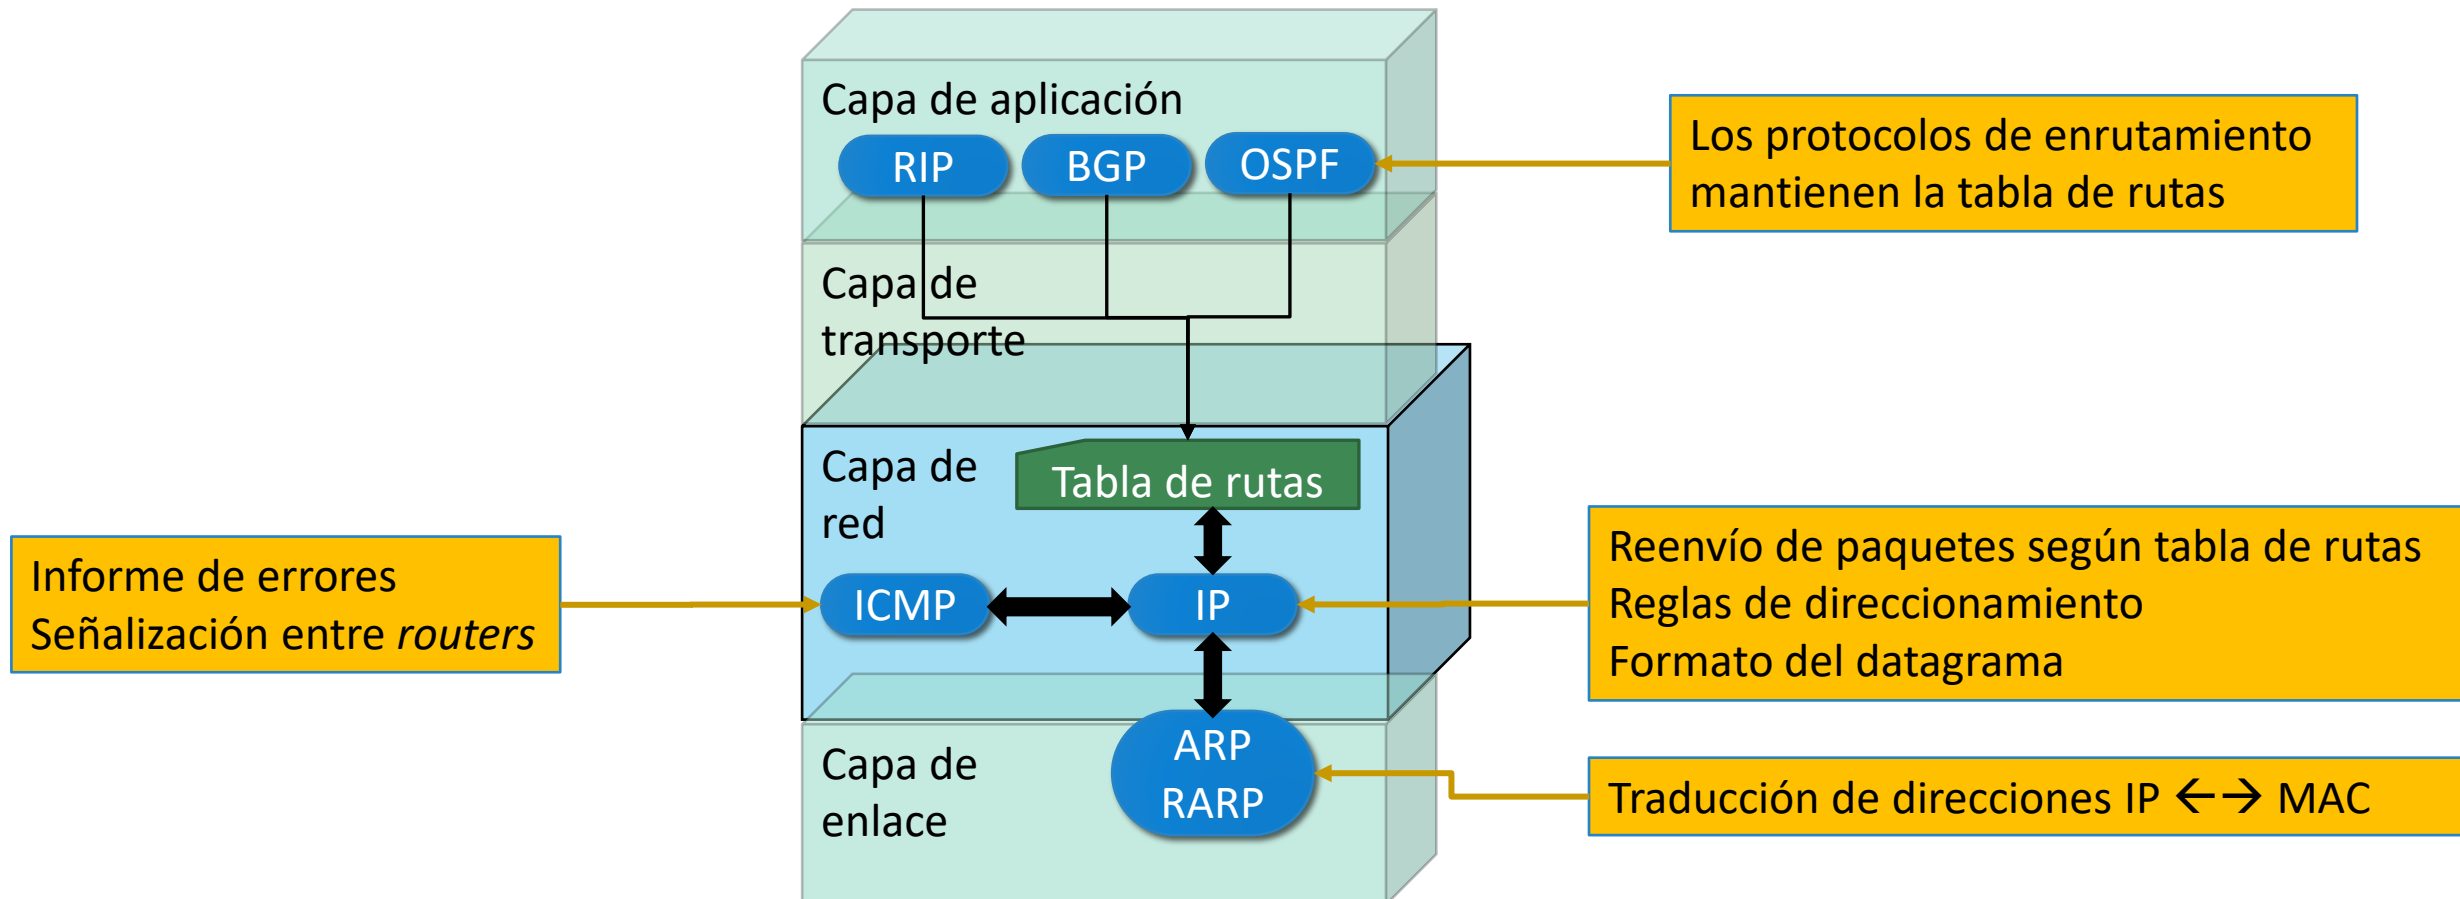 Capa de aplicación
RIP
BGP
OSPF
Los protocolos de enrutamiento
mantienen la tabla de rutas
Capa de
transporte
Capa de
red
Tabla de rutas
Informe de errores
Señalización entre routers
ICMP
IP
Reenvío de paquetes según tabla de rutas
Reglas de direccionamiento
Formato del datagrama
Capa de
enlace
ARP
RARP
Traducción de direcciones IP ←→ MAC